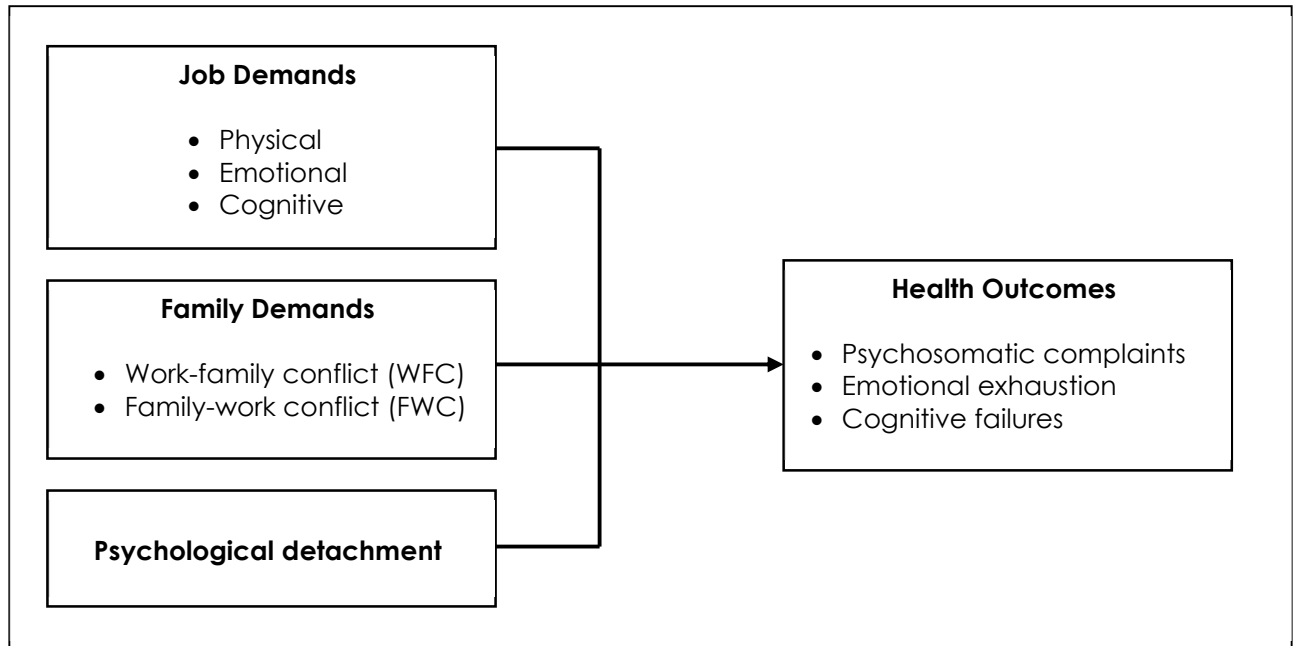 Job Demands
• Physical
• Emotional
• Cognitive
Family Demands
• Work-family conflict (WFC)
• Family-work conflict (FWC)
Psychological detachment
Health Outcomes
• Psychosomatic complaints
• Emotional exhaustion
• Cognitive failures